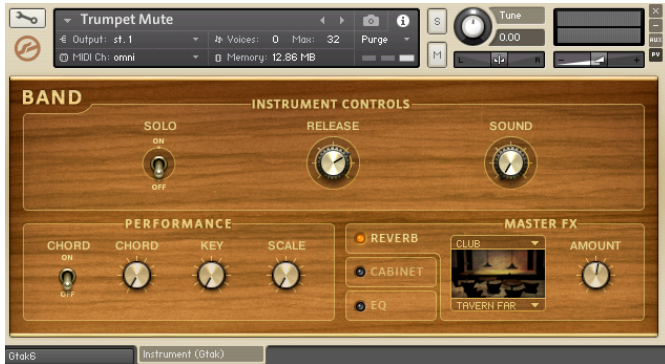 Trumpet Mute
Output: st. 1
Voices: 0 Max: 32
Purge
MIDI Ch: omni
Memory: 12.86 MB
S
M
Tune
0.00
L
R
-
+
×
-
AUX
PV
BAND
INSTRUMENT CONTROLS
SOLO
ON
OFF
RELEASE
SOUND
PERFORMANCE
CHORD
ON
OFF
CHORD
KEY
SCALE
REVERB
CABINET
EQ
MASTER FX
CLUB
TAVERN FAR
AMOUNT
Gtak6
Instrument (Gtak)